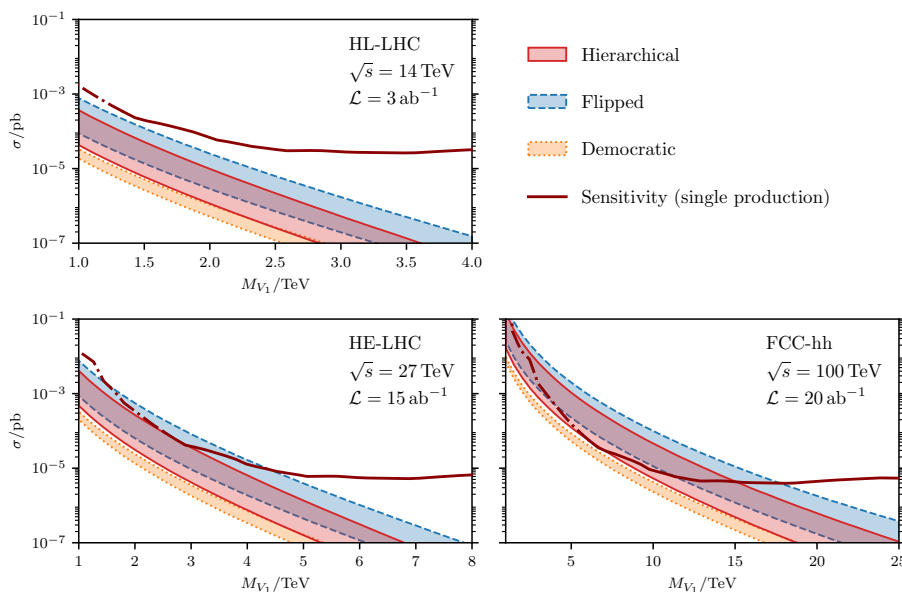 10⁻¹
10⁻³
10⁻⁵
10⁻⁷
σ/pb
HL-LHC
√s = 14 TeV
ℒ = 3 ab⁻¹
1.0 1.5 2.0 2.5 3.0 3.5 4.0
M_{V₁}/TeV
Hierarchical
Flipped
Democratic
Sensitivity (single production)
10⁻¹
10⁻³
10⁻⁵
10⁻⁷
σ/pb
HE-LHC
√s = 27 TeV
ℒ = 15 ab⁻¹
1 2 3 4 5 6 7 8
M_{V₁}/TeV
FCC-hh
√s = 100 TeV
ℒ = 20 ab⁻¹
5 10 15 20 25
M_{V₁}/TeV